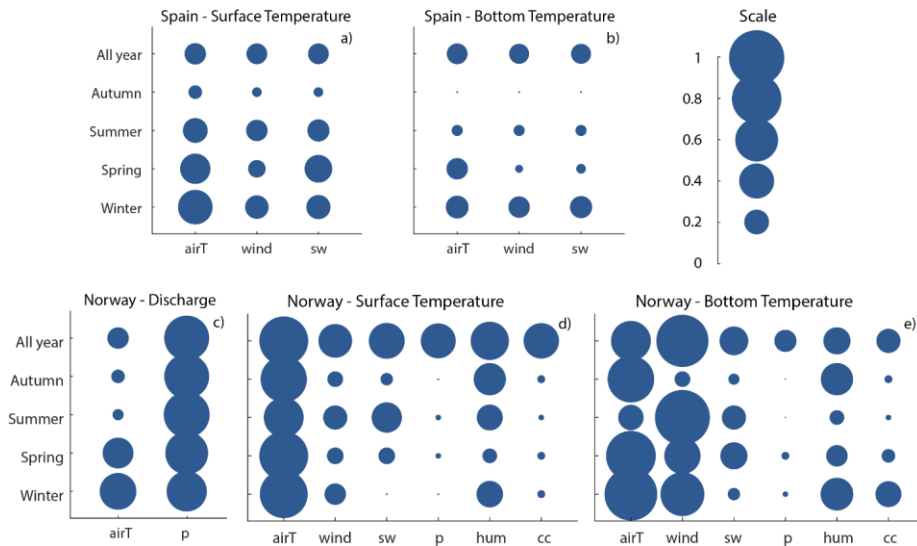 Spain - Surface Temperature
Spain - Bottom Temperature
Scale
a)
b)
All year
Autumn
Summer
Spring
Winter
airT wind sw
airT wind sw
1
0.8
0.6
0.4
0.2
0
Norway - Discharge
Norway - Surface Temperature
Norway - Bottom Temperature
c)
d)
e)
All year
Autumn
Summer
Spring
Winter
airT p
airT wind sw p hum cc
airT wind sw p hum cc